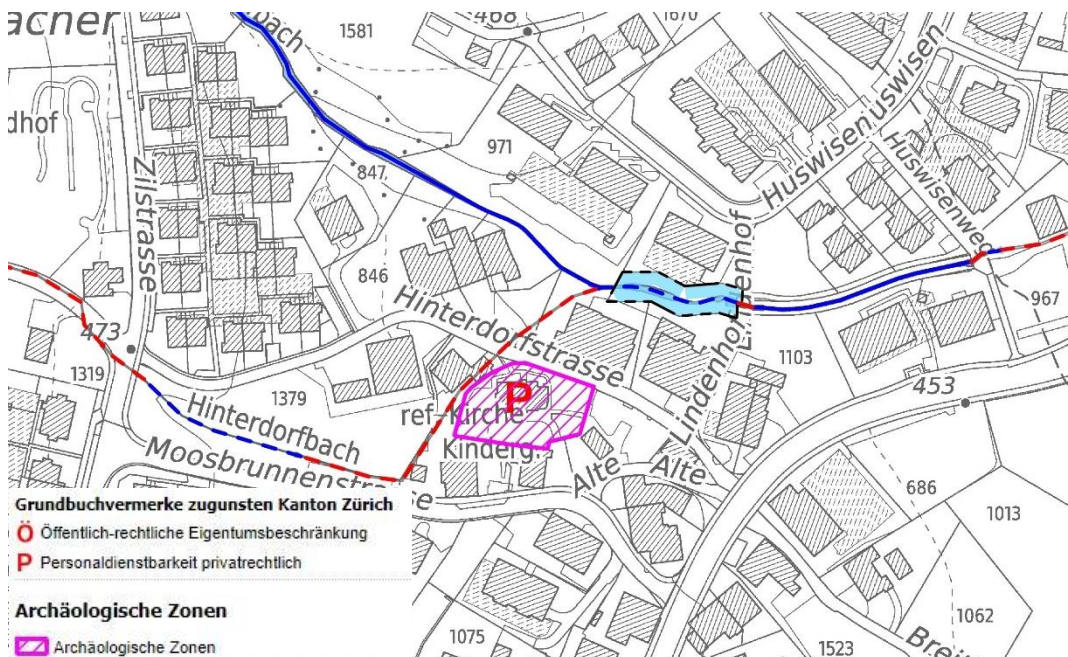 acher
bach
1581
468
1670
dhof
Zilstrasse
971
847
Huswisen
uswisen
Huswisenweg
846
Hinterdorfstrasse
Lindenhof
enhof
967
473
1319
1379
1103
453
P
ref-Kirche
Kinderg.
Hinterdorfbach
Moosbrunnenstrasse
Alte
Alte
686
1013
1062
1075
1523
Breit
Grundbuchvermerke zugunsten Kanton Zürich
Ö Öffentlich-rechtliche Eigentumsbeschränkung
P Personaldienstbarkeit privatrechtlich
Archäologische Zonen
Archäologische Zonen